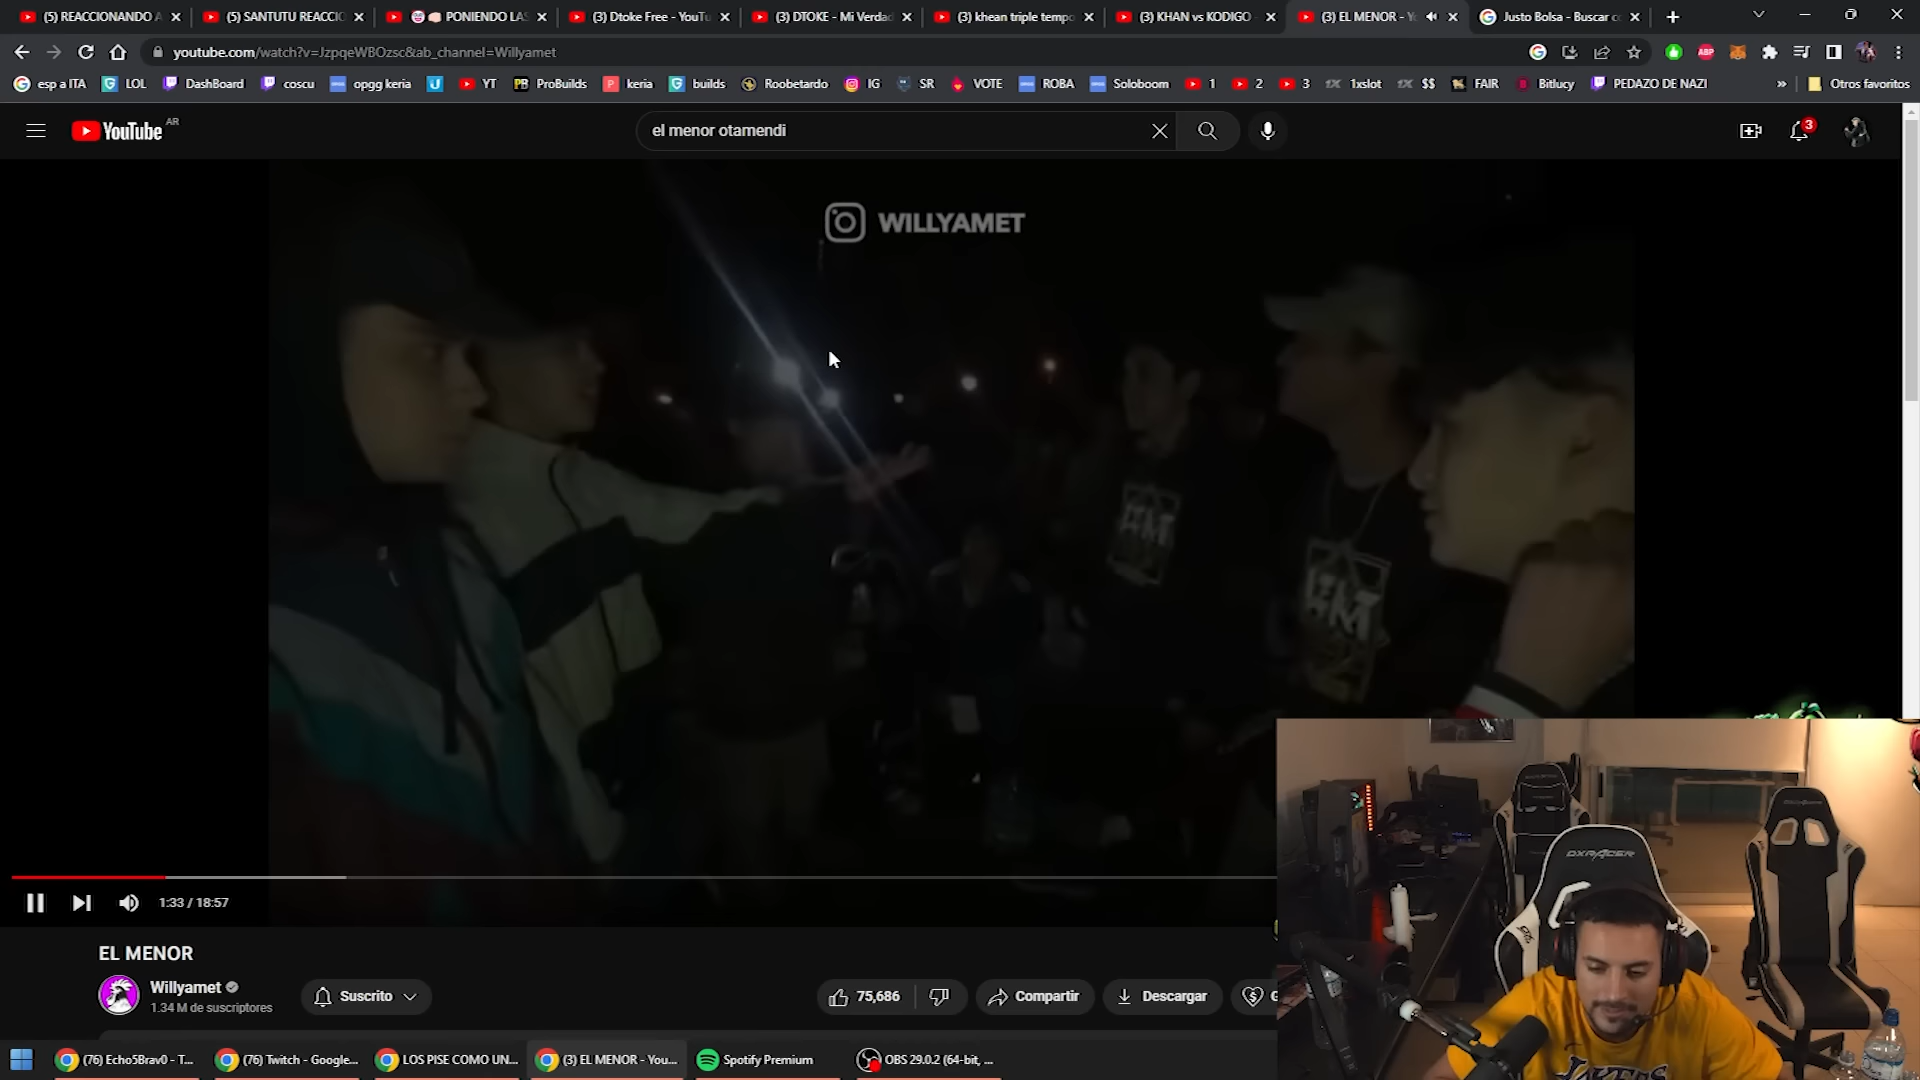 (5) REACCIONANDO A
(5) SANTUTU REACCIO
PONIENDO LAS
(3) Dtoke Free - YouTu
(3) DTOKE - Mi Verdad
(3) khean triple tempo
(3) KHAN vs KODIGO
(3) EL MENOR - Y
Justo Bolsa - Buscar c
youtube.com/watch?v=JzpqeWBOzsc&ab_channel=Willyamet
esp a ITA
LOL
DashBoard
coscu
opgg keria
YT
ProBuilds
keria
builds
Roobetardo
IG
SR
VOTE
ROBA
Soloboom
1
2
3
1xslot
$$
FAIR
Bitlucy
PEDAZO DE NAZI
»
Otros favoritos
YouTube AR
el menor otamendi
3
WILLYAMET
1:33 / 18:57
EL MENOR
Willyamet
1.34 M de suscriptores
Suscrito
75,686
Compartir
Descargar
G
(76) Echo5Brav0 - T...
(76) Twitch - Google...
LOS PISE COMO UN...
(3) EL MENOR - You...
Spotify Premium
OBS 29.0.2 (64-bit, ...
DXRACER
LAKERS